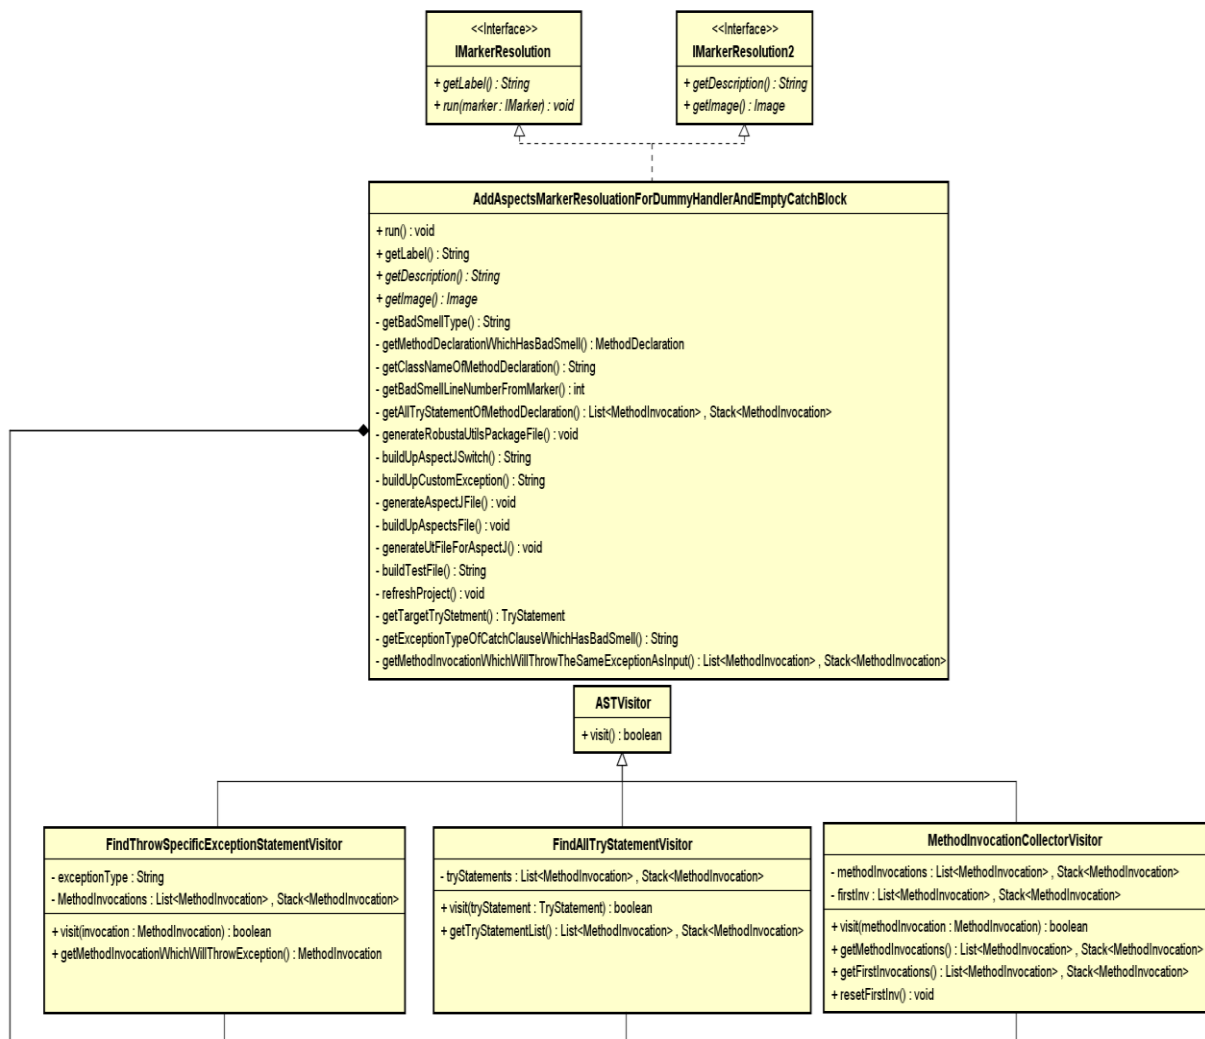 <<Interface>>
IMarkerResolution
+ getLabel() : String
+ run(marker : IMarker) : void
<<Interface>>
IMarkerResolution2
+ getDescription() : String
+ getImage() : Image
AddAspectsMarkerResoluationForDummyHandlerAndEmptyCatchBlock
+ run() : void
+ getLabel() : String
+ getDescription() : String
+ getImage() : Image
- getBadSmellType() : String
- getMethodDeclarationWhichHasBadSmell() : MethodDeclaration
- getClassNameOfMethodDeclaration() : String
- getBadSmellLineNumberFromMarker() : int
- getAllTryStatementOfMethodDeclaration() : List<MethodInvocation> , Stack<MethodInvocation>
- generateRobustaUtilsPackageFile() : void
- buildUpAspectJSwitch() : String
- buildUpCustomException() : String
- generateAspectJFile() : void
- buildUpAspectsFile() : void
- generateUtFileForAspectJ() : void
- buildTestFile() : String
- refreshProject() : void
- getTargetTryStetment() : TryStatement
- getExceptionTypeOfCatchClauseWhichHasBadSmell() : String
- getMethodInvocationWhichWillThrowTheSameExceptionAsInput() : List<MethodInvocation> , Stack<MethodInvocation>
ASTVisitor
+ visit() : boolean
FindThrowSpecificExceptionStatementVisitor
- exceptionType : String
- MethodInvocations : List<MethodInvocation> , Stack<MethodInvocation>
+ visit(invocation : MethodInvocation) : boolean
+ getMethodInvocationWhichWillThrowException() : MethodInvocation
FindAllTryStatementVisitor
- tryStatements : List<MethodInvocation> , Stack<MethodInvocation>
+ visit(tryStatement : TryStatement) : boolean
+ getTryStatementList() : List<MethodInvocation> , Stack<MethodInvocation>
MethodInvocationCollectorVisitor
- methodInvocations : List<MethodInvocation> , Stack<MethodInvocation>
- firstInv : List<MethodInvocation> , Stack<MethodInvocation>
+ visit(methodInvocation : MethodInvocation) : boolean
+ getMethodInvocations() : List<MethodInvocation> , Stack<MethodInvocation>
+ getFirstInvocations() : List<MethodInvocation> , Stack<MethodInvocation>
+ resetFirstInv() : void